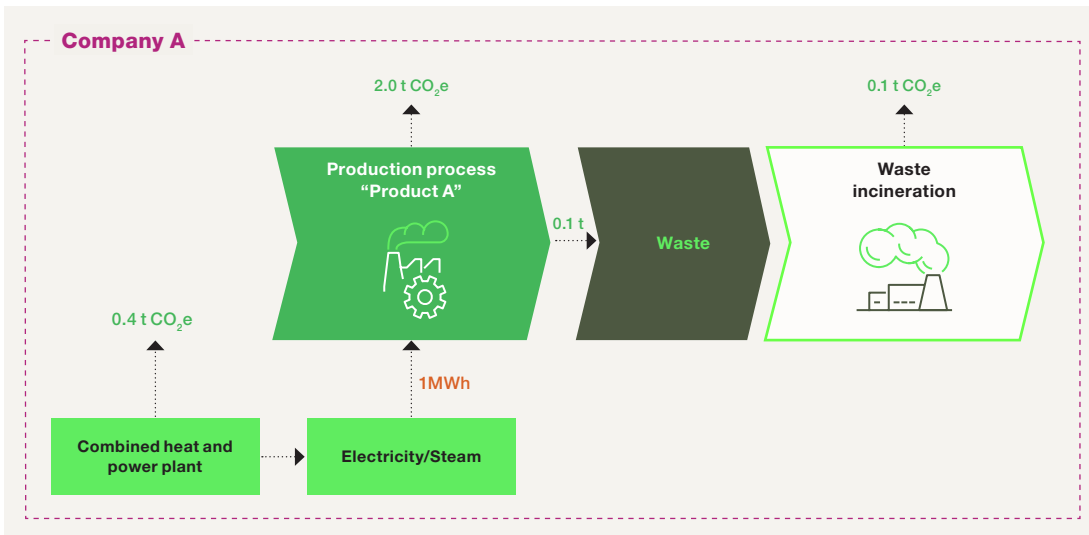 Company A
2.0 t CO₂e
0.1 t CO₂e
Production process
“Product A”
Waste
incineration
0.1 t
Waste
0.4 t CO₂e
1MWh
Combined heat and
power plant
Electricity/Steam